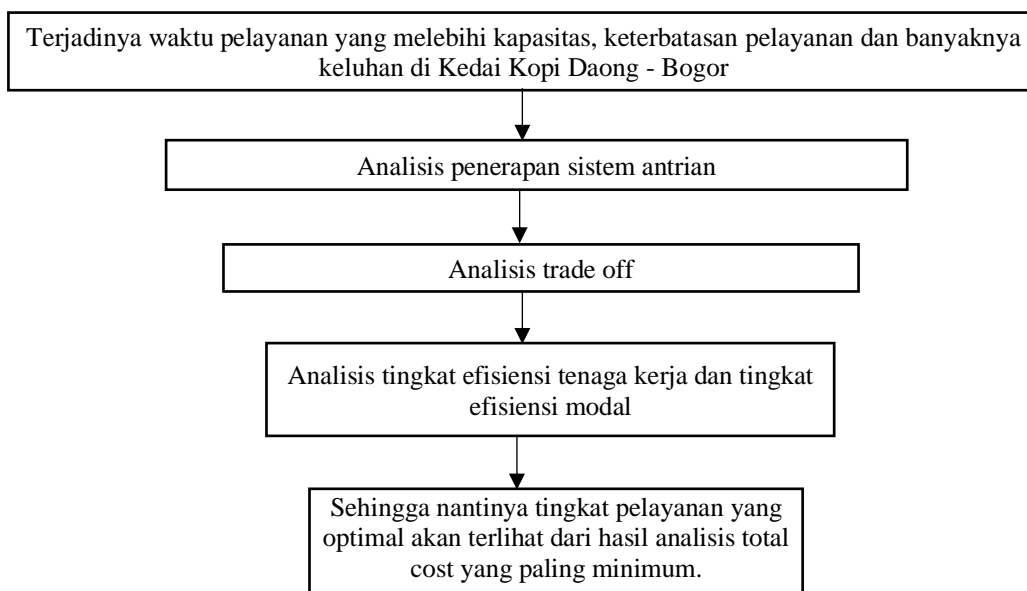 Terjadinya waktu pelayanan yang melebihi kapasitas, keterbatasan pelayanan dan banyaknya
keluhan di Kedai Kopi Daong - Bogor
Analisis penerapan sistem antrian
Analisis trade off
Analisis tingkat efisiensi tenaga kerja dan tingkat
efisiensi modal
Sehingga nantinya tingkat pelayanan yang
optimal akan terlihat dari hasil analisis total
cost yang paling minimum.